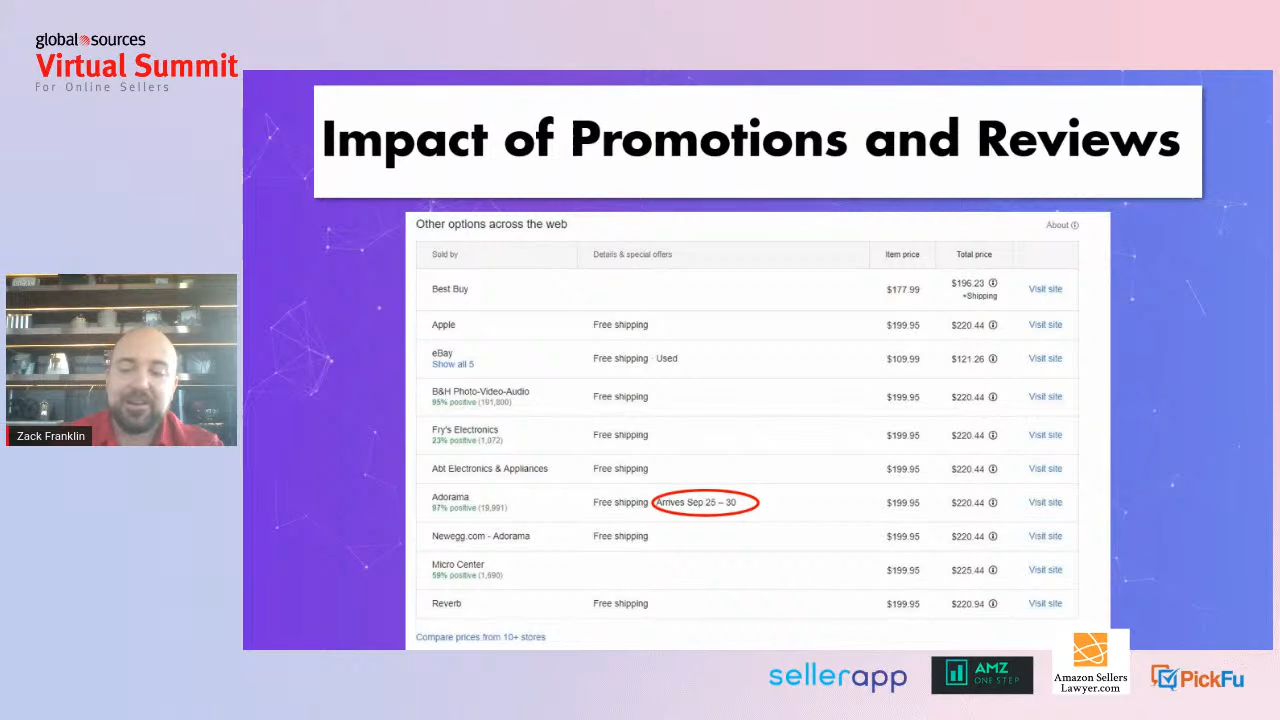 global sources
Virtual Summit
For Online Sellers
Impact of Promotions and Reviews
Other options across the web
About
Sold by Details & special offers Item price Total price
Best Buy $177.99 $196.23 Visit site
+Shipping
Apple Free shipping $199.95 $220.44 Visit site
eBay Free shipping · Used $109.99 $121.26 Visit site
Show all 5
B&H Photo-Video-Audio Free shipping $199.95 $220.44 Visit site
95% positive (191,800)
Fry's Electronics Free shipping $199.95 $220.44 Visit site
23% positive (1,072)
Abt Electronics & Appliances Free shipping $199.95 $220.44 Visit site
Adorama Free shipping · Arrives Sep 25 – 30 $199.95 $220.44 Visit site
97% positive (19,991)
Newegg.com - Adorama Free shipping $199.95 $220.44 Visit site
Micro Center $199.95 $225.44 Visit site
59% positive (1,690)
Reverb Free shipping $199.95 $220.94 Visit site
Compare prices from 10+ stores
Zack Franklin
sellerapp
AMZ
ONE STEP
Amazon Sellers
Lawyer.com
PickFu